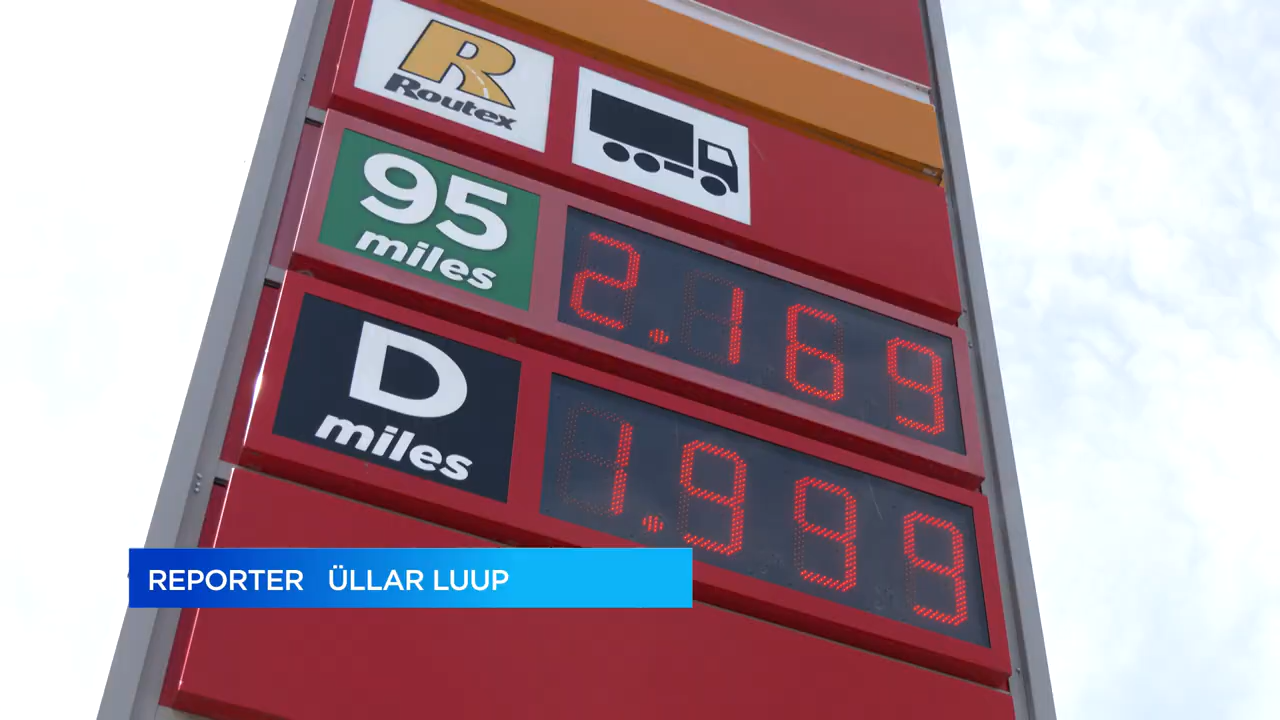 R
Routex
95
miles
2.169
D
miles
1.999
REPORTER ÜLLAR LUUP